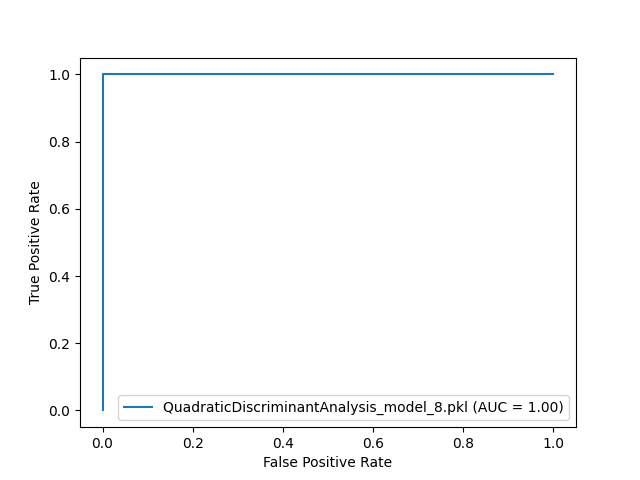 1.0
0.8
0.6
0.4
0.2
0.0
True Positive Rate
QuadraticDiscriminantAnalysis_model_8.pkl (AUC = 1.00)
0.0 0.2 0.4 0.6 0.8 1.0
False Positive Rate